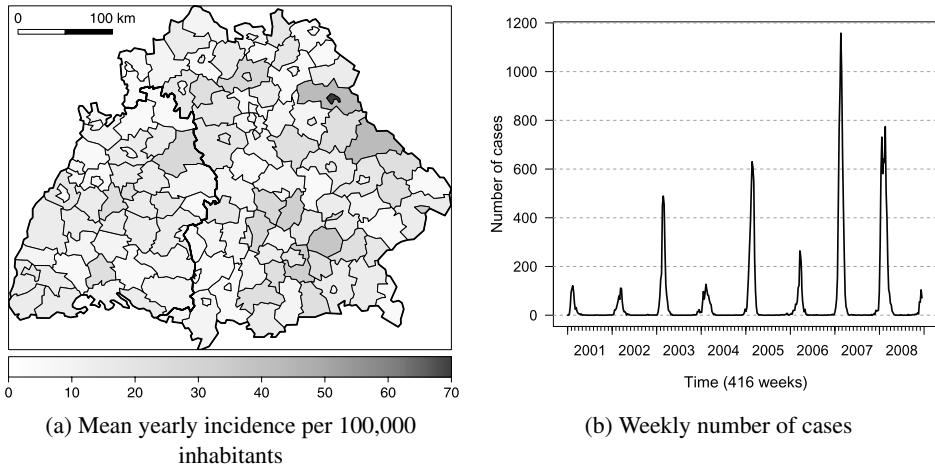 0 100 km
0 10 20 30 40 50 60 70
(a) Mean yearly incidence per 100,000
inhabitants
Number of cases
1200
1000
800
600
400
200
0
2001 2002 2003 2004 2005 2006 2007 2008
Time (416 weeks)
(b) Weekly number of cases